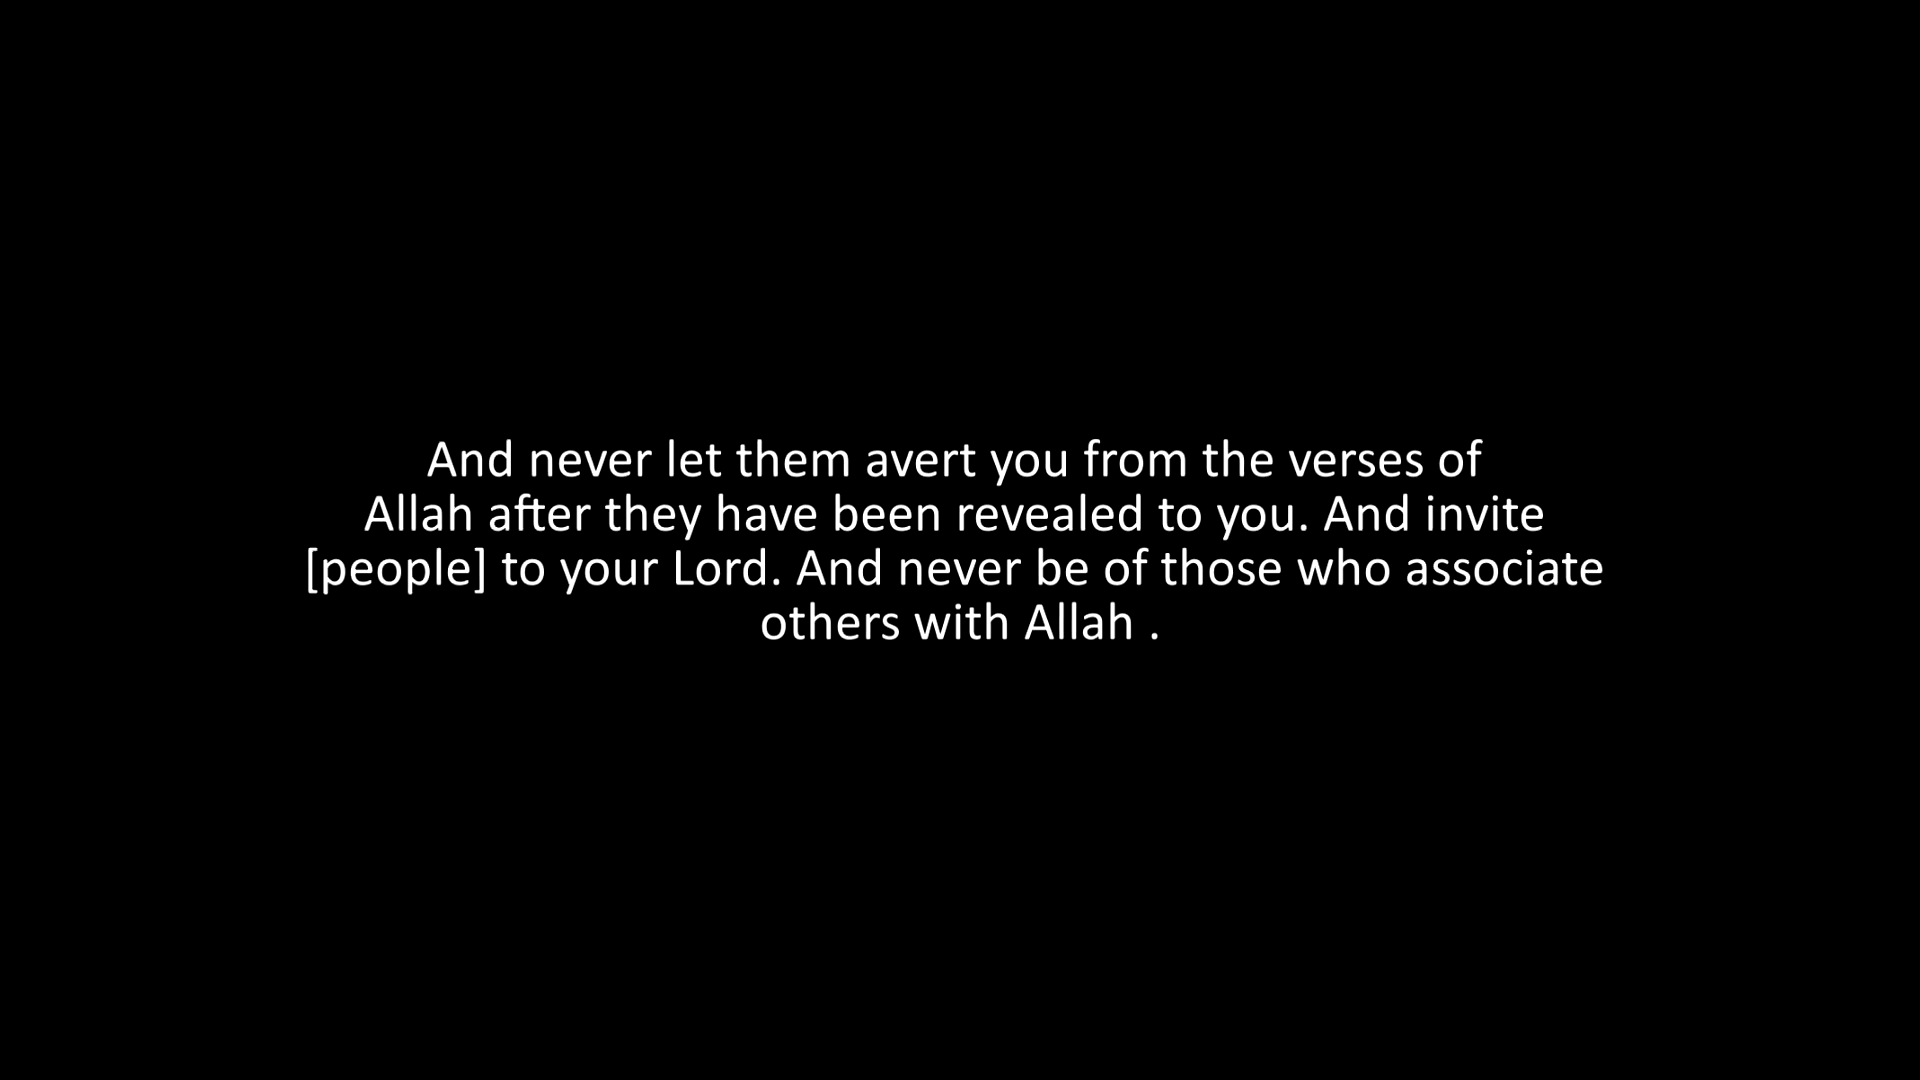 And never let them avert you from the verses of
Allah after they have been revealed to you. And invite
[people] to your Lord. And never be of those who associate
others with Allah .